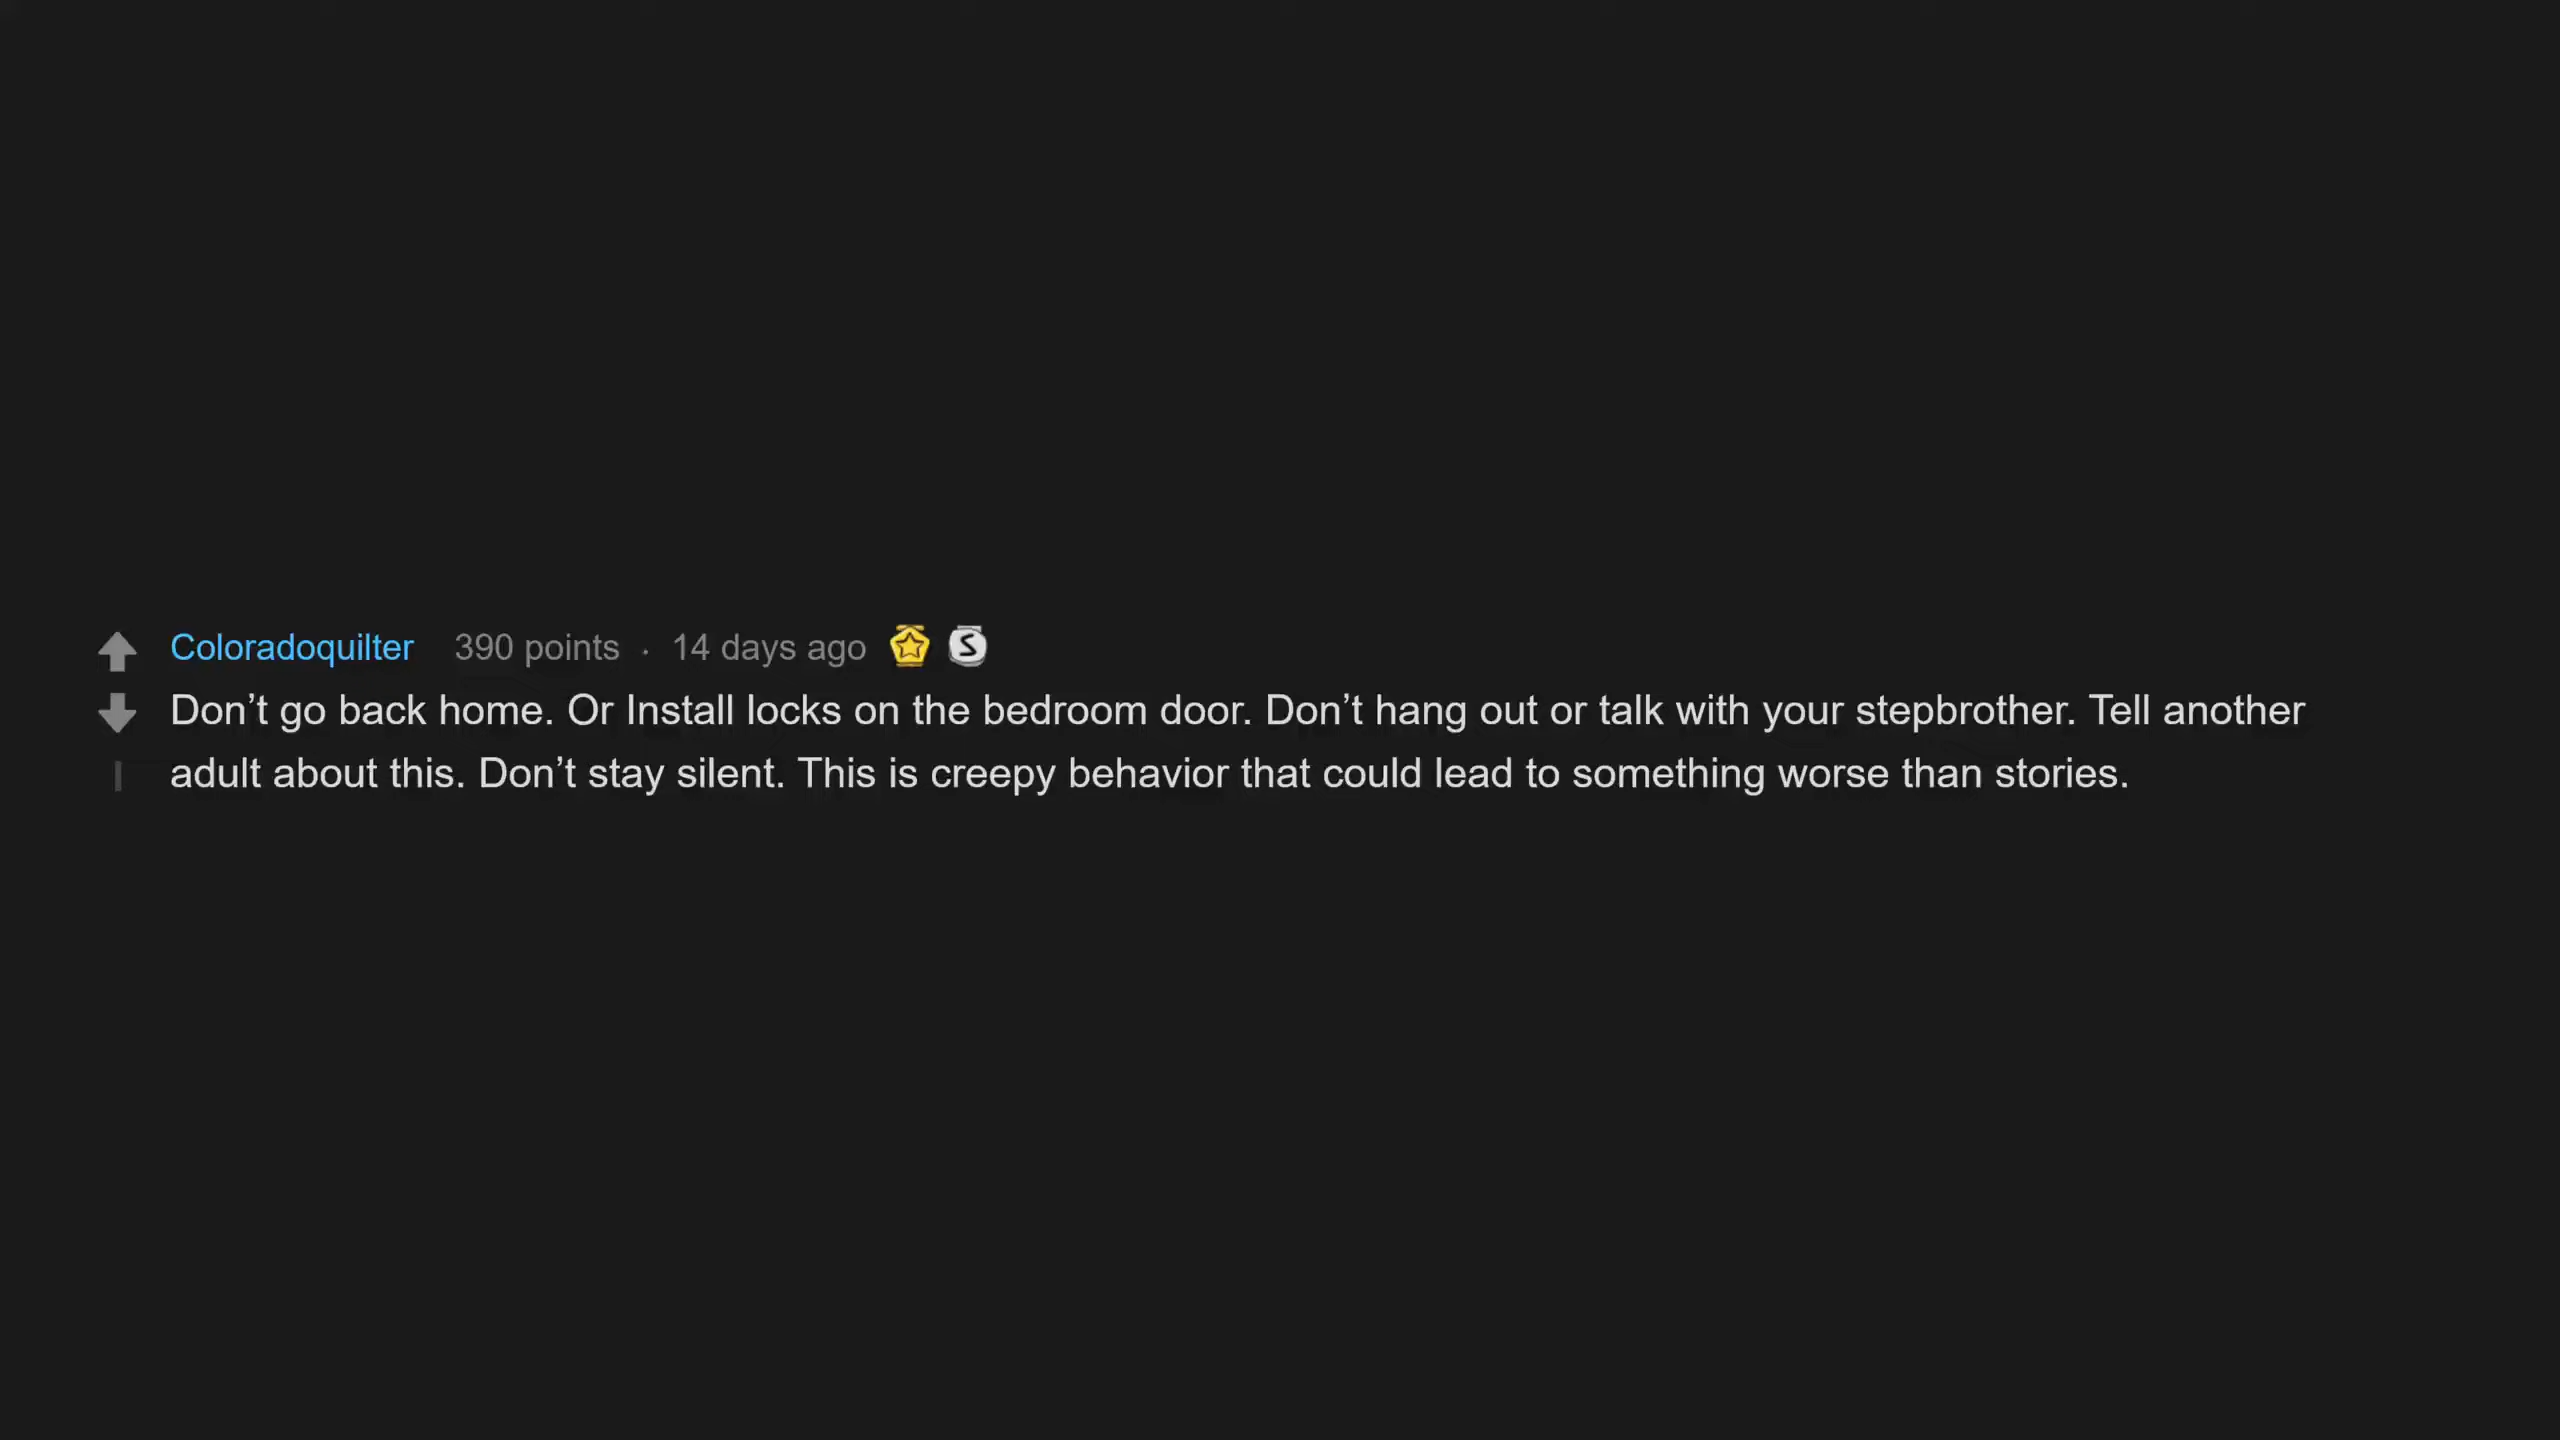 Coloradoquilter 390 points · 14 days ago S
Don’t go back home. Or Install locks on the bedroom door. Don’t hang out or talk with your stepbrother. Tell another
adult about this. Don’t stay silent. This is creepy behavior that could lead to something worse than stories.